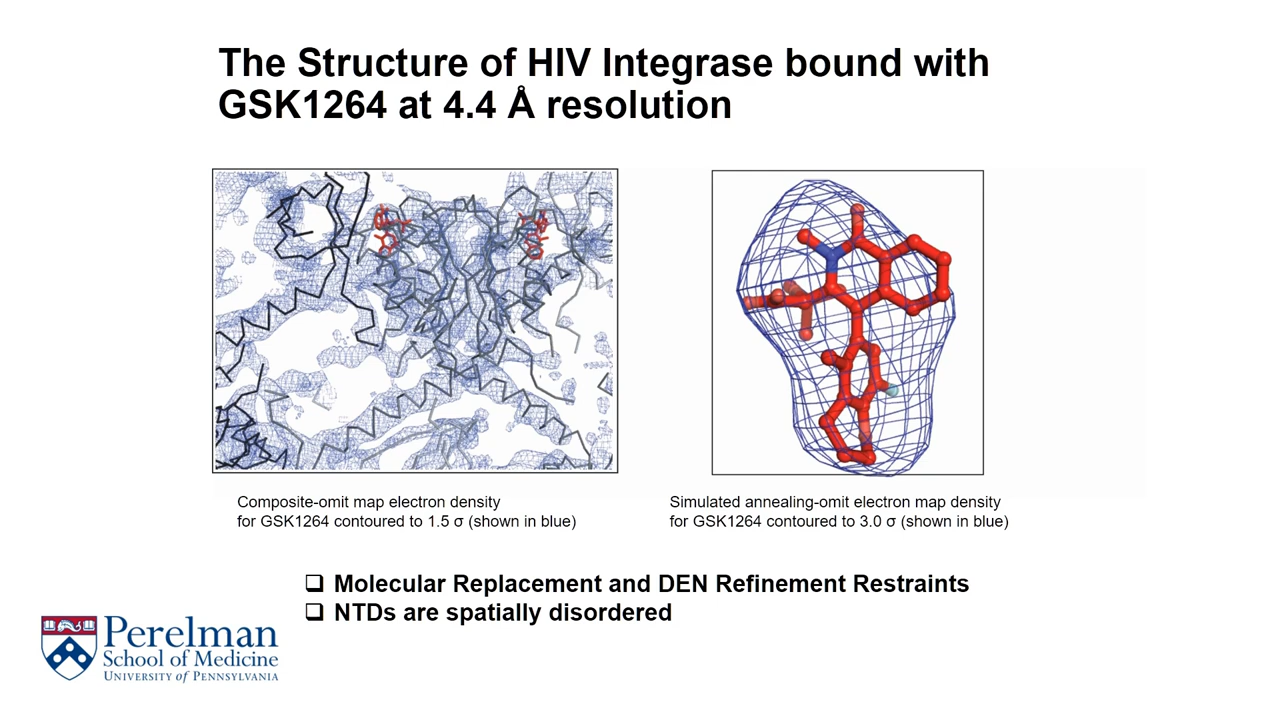 The Structure of HIV Integrase bound with
GSK1264 at 4.4 Å resolution
Composite-omit map electron density
for GSK1264 contoured to 1.5 σ (shown in blue)
Simulated annealing-omit electron map density
for GSK1264 contoured to 3.0 σ (shown in blue)
❑ Molecular Replacement and DEN Refinement Restraints
❑ NTDs are spatially disordered
Perelman
School of Medicine
University of Pennsylvania